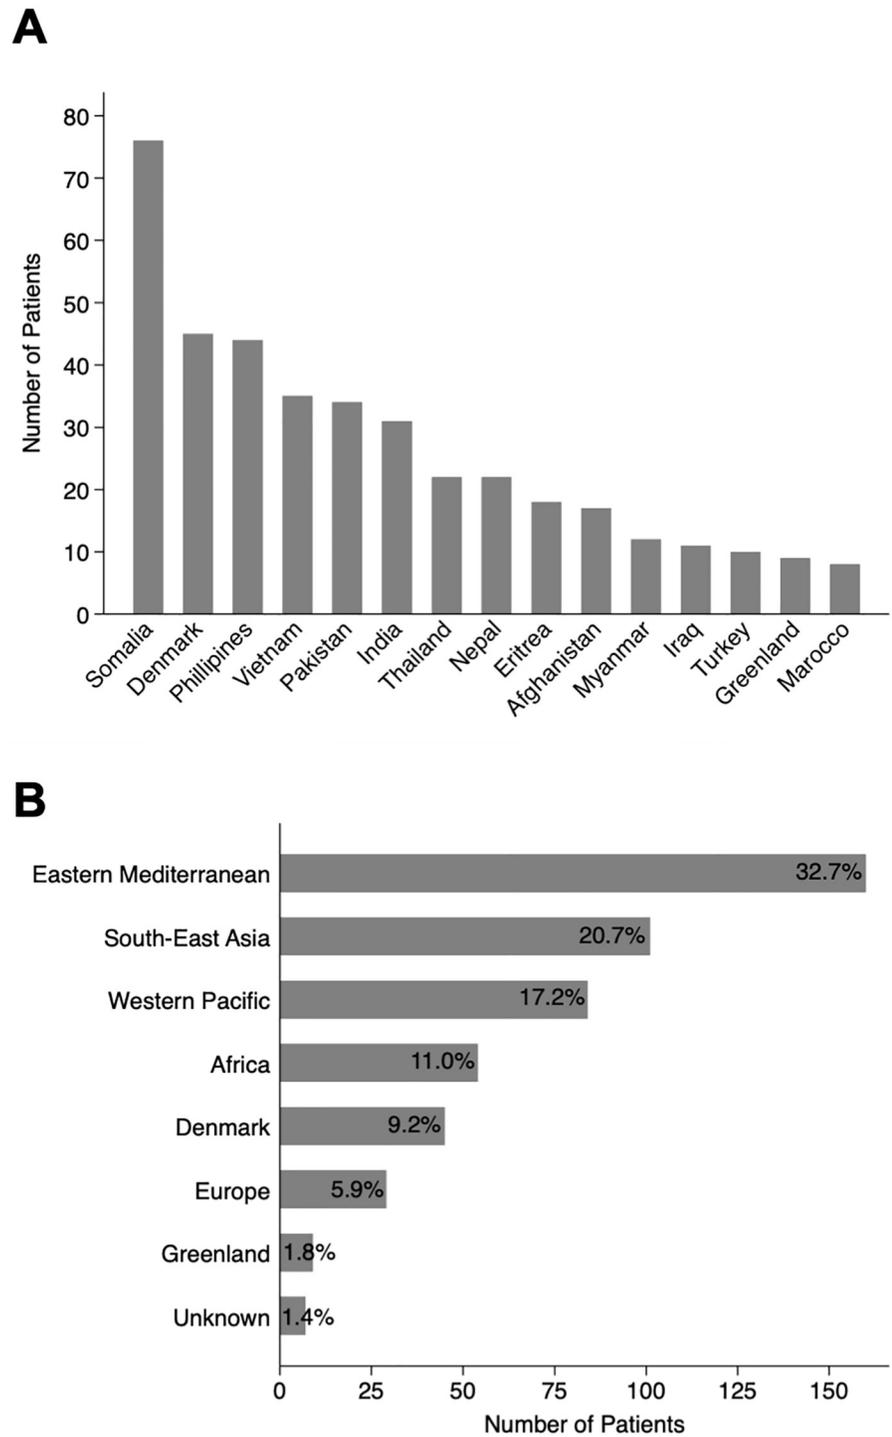 A
Number of Patients
80
70
60
50
40
30
20
10
0
Somalia
Denmark
Phillipines
Vietnam
Pakistan
India
Thailand
Nepal
Eritrea
Afghanistan
Myanmar
Iraq
Turkey
Greenland
Marocco
B
Eastern Mediterranean 32.7%
South-East Asia 20.7%
Western Pacific 17.2%
Africa 11.0%
Denmark 9.2%
Europe 5.9%
Greenland 1.8%
Unknown 1.4%
0 25 50 75 100 125 150
Number of Patients